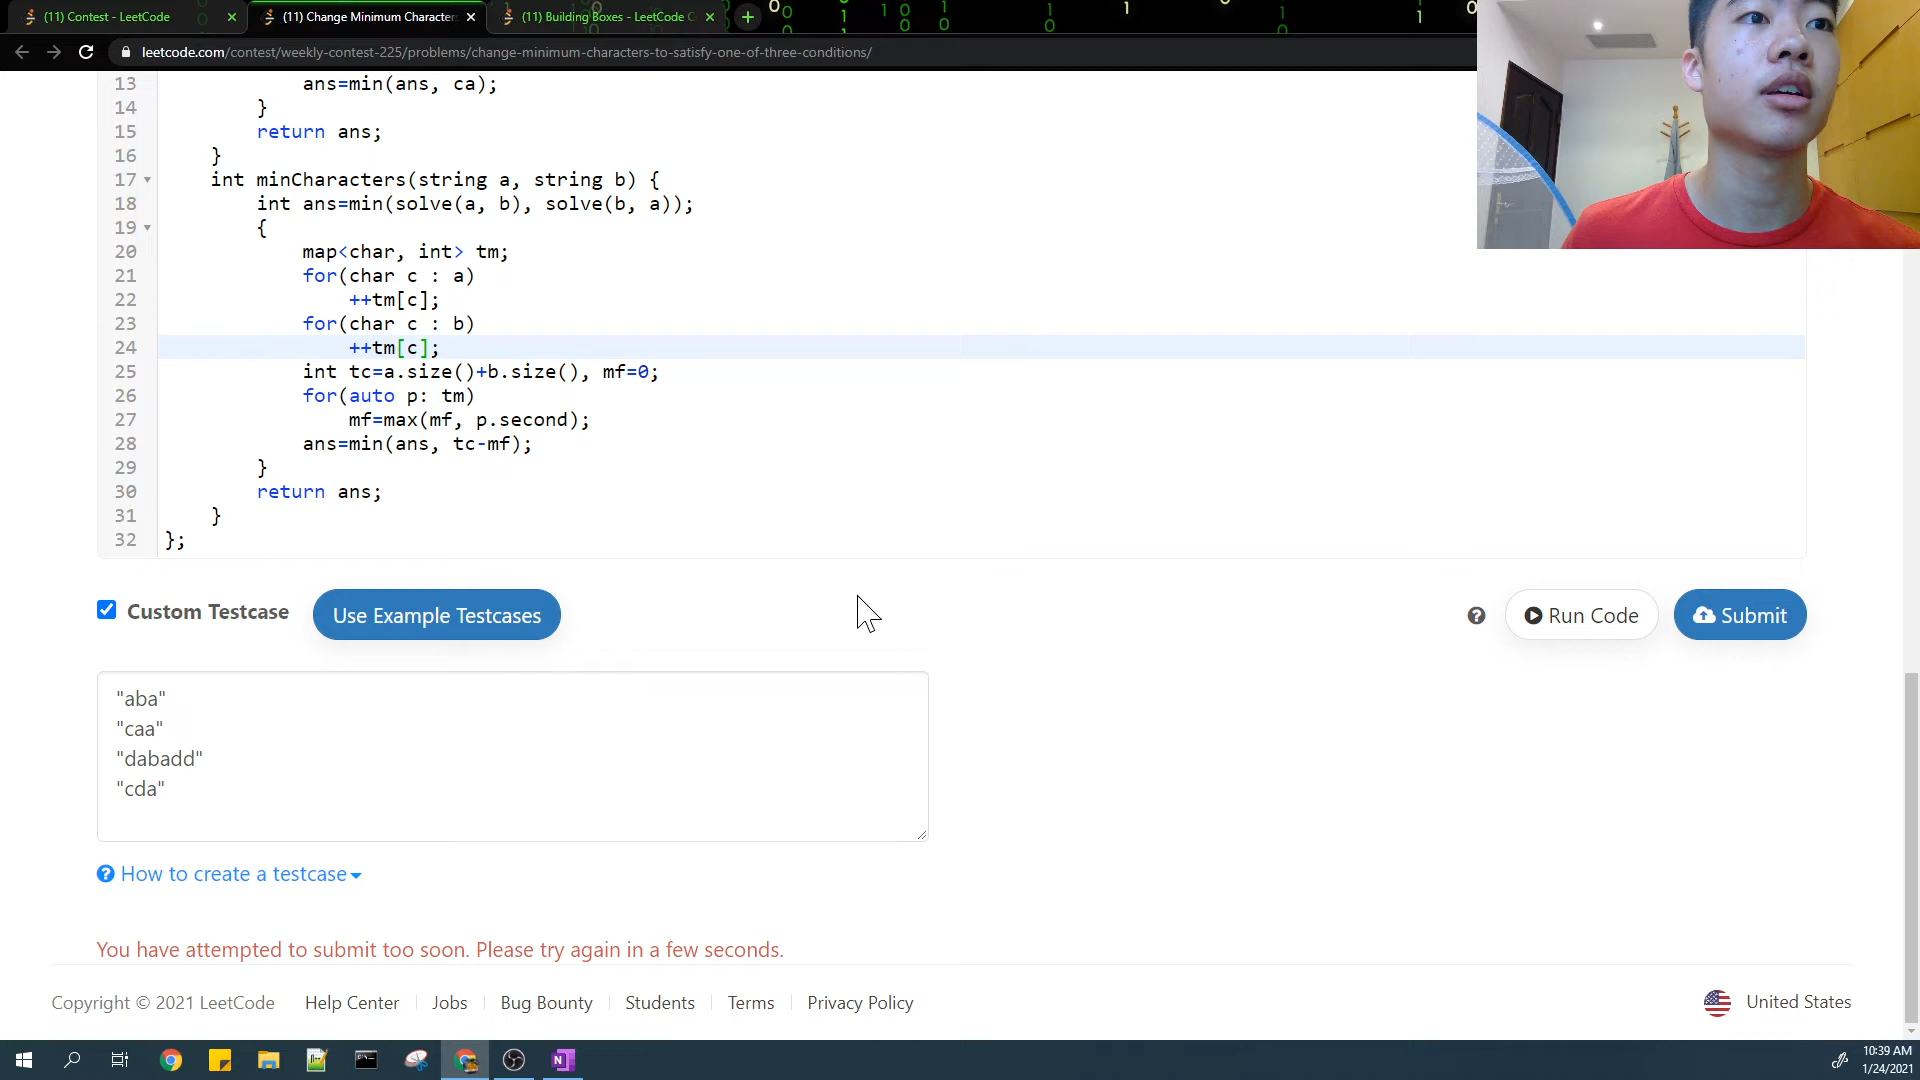 (11) Contest - LeetCode
(11) Change Minimum Character
(11) Building Boxes - LeetCode C
leetcode.com/contest/weekly-contest-225/problems/change-minimum-characters-to-satisfy-one-of-three-conditions/
13 ans=min(ans, ca);
14 }
15 return ans;
16 }
17 int minCharacters(string a, string b) {
18 int ans=min(solve(a, b), solve(b, a));
19 {
20 map<char, int> tm;
21 for(char c : a)
22 ++tm[c];
23 for(char c : b)
24 ++tm[c];
25 int tc=a.size()+b.size(), mf=0;
26 for(auto p: tm)
27 mf=max(mf, p.second);
28 ans=min(ans, tc-mf);
29 }
30 return ans;
31 }
32 };
Custom Testcase
Use Example Testcases
Run Code
Submit
"aba"
"caa"
"dabadd"
"cda"
How to create a testcase
You have attempted to submit too soon. Please try again in a few seconds.
Copyright © 2021 LeetCode
Help Center
Jobs
Bug Bounty
Students
Terms
Privacy Policy
United States
10:39 AM
1/24/2021